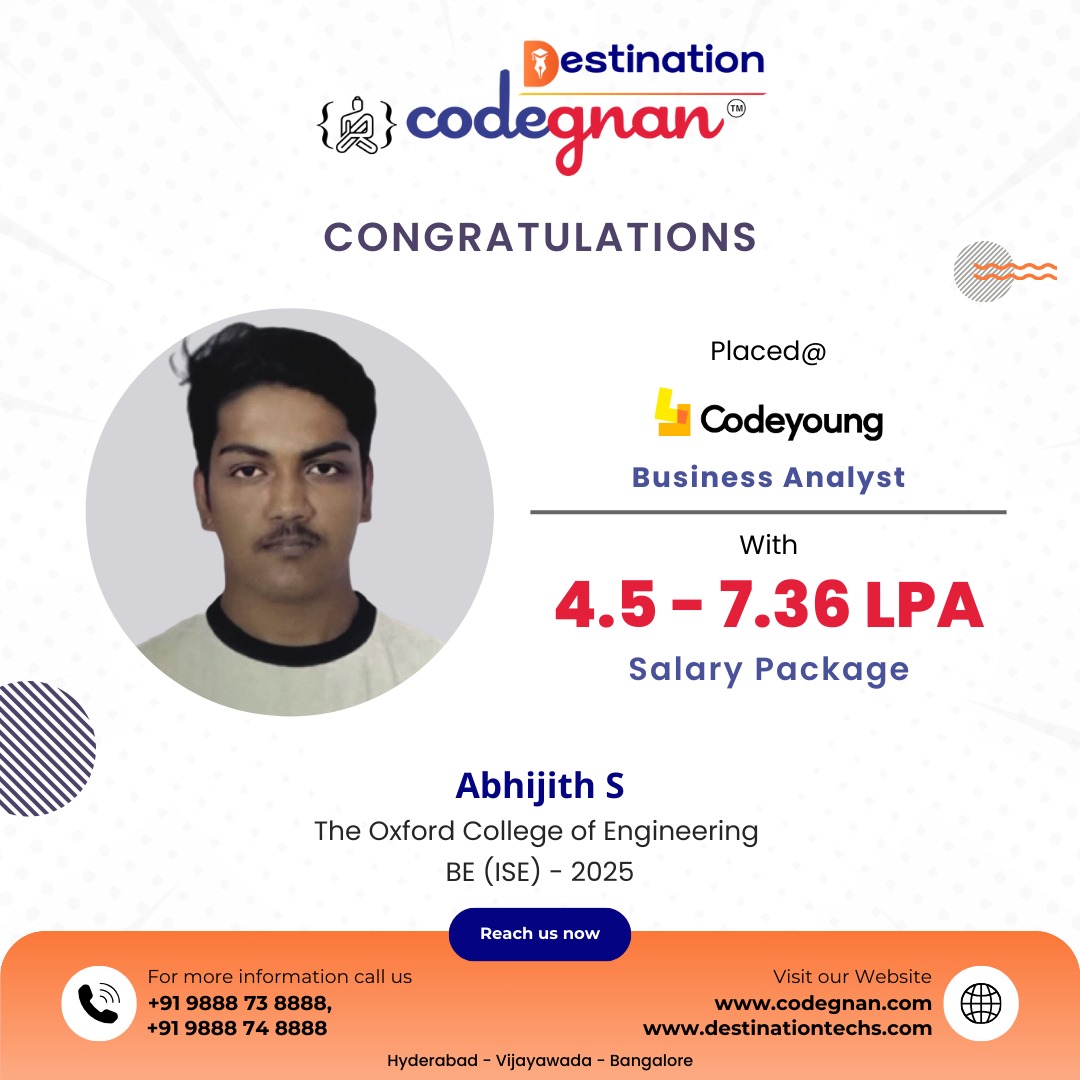 Destination
{ } codegnan ™
CONGRATULATIONS
Placed@
Codeyoung
Business Analyst
With
4.5 – 7.36 LPA
Salary Package
Abhijith S
The Oxford College of Engineering
BE (ISE) - 2025
Reach us now
For more information call us
+91 9888 73 8888,
+91 9888 74 8888
Visit our Website
www.codegnan.com
www.destinationtechs.com
Hyderabad - Vijayawada - Bangalore